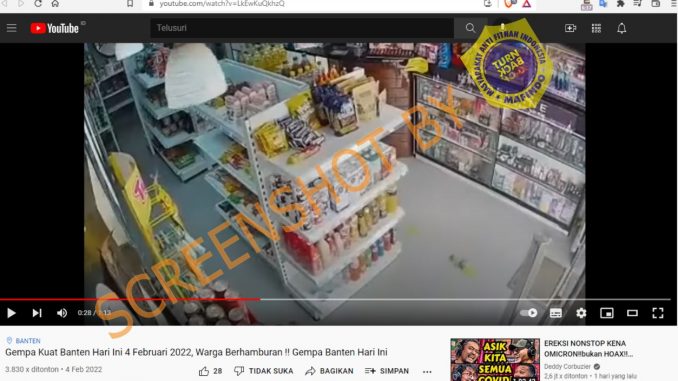 youtube.com/watch?v=LkEwKuQkhzQ
YouTube ID
Telusuri
MASYARAKAT ANTI FITNAH INDONESIA
TURN BACK HOAX
MAFINDO
SCREENSHOT BY
0:28 / 1:13
BANTEN
Gempa Kuat Banten Hari Ini 4 Februari 2022, Warga Berhamburan !! Gempa Banten Hari Ini
3.830 x ditonton • 4 Feb 2022
28
TIDAK SUKA
BAGIKAN
SIMPAN
ASIK
KITA
SEMUA
COVID
EREKSI NONSTOP KENA
OMICRON!!bukan HOAX!!...
Deddy Corbuzier
2,6 jt x ditonton • 1 hari yang lalu